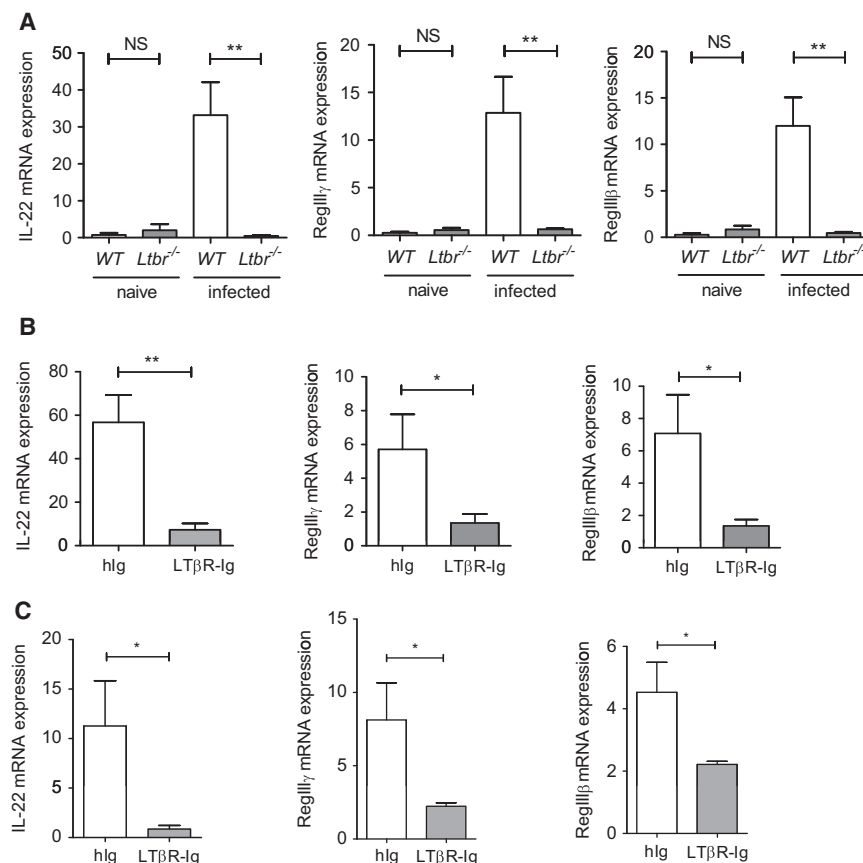 A
IL-22 mRNA expression
50
40
30
20
10
0
NS
**
WT Ltbr-/- WT Ltbr-/-
naive infected
RegIIIγ mRNA expression
20
15
10
5
0
NS
**
WT Ltbr-/- WT Ltbr-/-
naive infected
RegIIIβ mRNA expression
20
15
10
5
0
NS
**
WT Ltbr-/- WT Ltbr-/-
naive infected
B
IL-22 mRNA expression
80
60
40
20
0
**
hIg LTβR-Ig
RegIIIγ mRNA expression
10
8
6
4
2
0
*
hIg LTβR-Ig
RegIIIβ mRNA expression
10
8
6
4
2
0
*
hIg LTβR-Ig
C
IL-22 mRNA expression
20
15
10
5
0
*
hIg LTβR-Ig
RegIIIγ mRNA expression
15
10
5
0
*
hIg LTβR-Ig
RegIIIβ mRNA expression
6
4
2
0
*
hIg LTβR-Ig